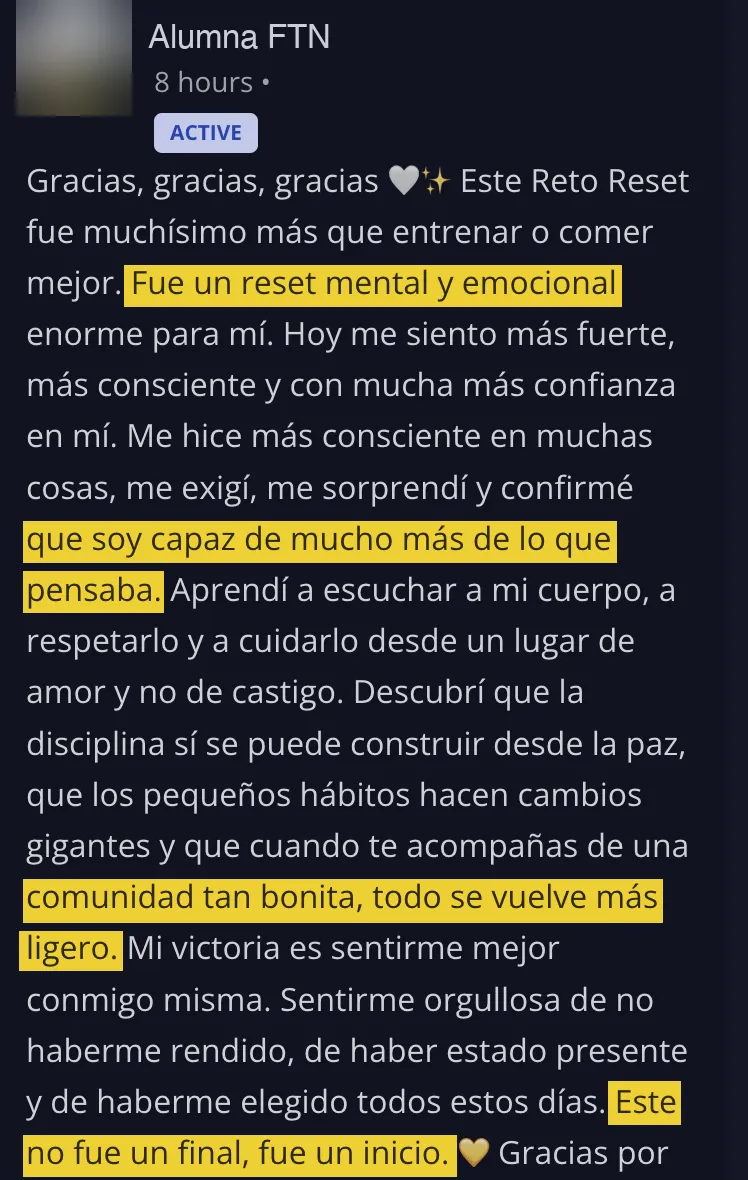 Alumna FTN
8 hours •
ACTIVE
Gracias, gracias, gracias 🤍✨ Este Reto Reset
fue muchísimo más que entrenar o comer
mejor. Fue un reset mental y emocional
enorme para mí. Hoy me siento más fuerte,
más consciente y con mucha más confianza
en mí. Me hice más consciente en muchas
cosas, me exigí, me sorprendí y confirmé
que soy capaz de mucho más de lo que
pensaba. Aprendí a escuchar a mi cuerpo, a
respetarlo y a cuidarlo desde un lugar de
amor y no de castigo. Descubrí que la
disciplina sí se puede construir desde la paz,
que los pequeños hábitos hacen cambios
gigantes y que cuando te acompañas de una
comunidad tan bonita, todo se vuelve más
ligero. Mi victoria es sentirme mejor
conmigo misma. Sentirme orgullosa de no
haberme rendido, de haber estado presente
y de haberme elegido todos estos días. Este
no fue un final, fue un inicio. 💛 Gracias por